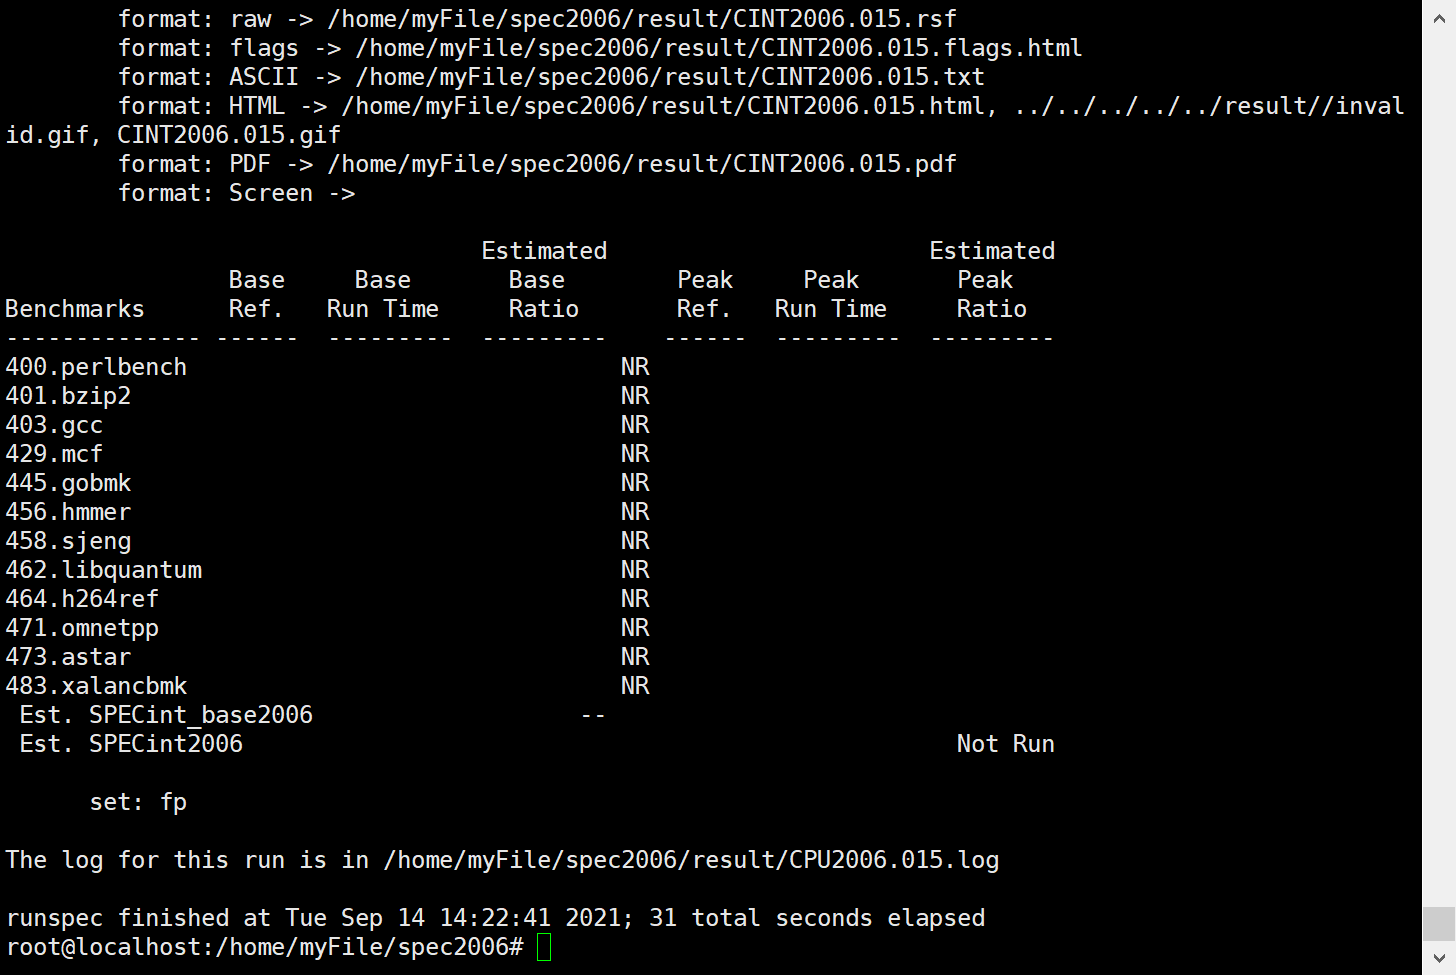 format: raw -> /home/myFile/spec2006/result/CINT2006.015.rsf
        format: flags -> /home/myFile/spec2006/result/CINT2006.015.flags.html
        format: ASCII -> /home/myFile/spec2006/result/CINT2006.015.txt
        format: HTML -> /home/myFile/spec2006/result/CINT2006.015.html, ../../../../../result//inval
id.gif, CINT2006.015.gif
        format: PDF -> /home/myFile/spec2006/result/CINT2006.015.pdf
        format: Screen ->

                                  Estimated                       Estimated
                Base     Base       Base        Peak     Peak       Peak
Benchmarks      Ref.   Run Time     Ratio       Ref.   Run Time     Ratio
-------------- ------  ---------  ---------    ------  ---------  ---------
400.perlbench                               NR
401.bzip2                                   NR
403.gcc                                     NR
429.mcf                                     NR
445.gobmk                                   NR
456.hmmer                                   NR
458.sjeng                                   NR
462.libquantum                              NR
464.h264ref                                 NR
471.omnetpp                                 NR
473.astar                                   NR
483.xalancbmk                               NR
 Est. SPECint_base2006                   --
 Est. SPECint2006                                                   Not Run

      set: fp

The log for this run is in /home/myFile/spec2006/result/CPU2006.015.log

runspec finished at Tue Sep 14 14:22:41 2021; 31 total seconds elapsed
root@localhost:/home/myFile/spec2006#